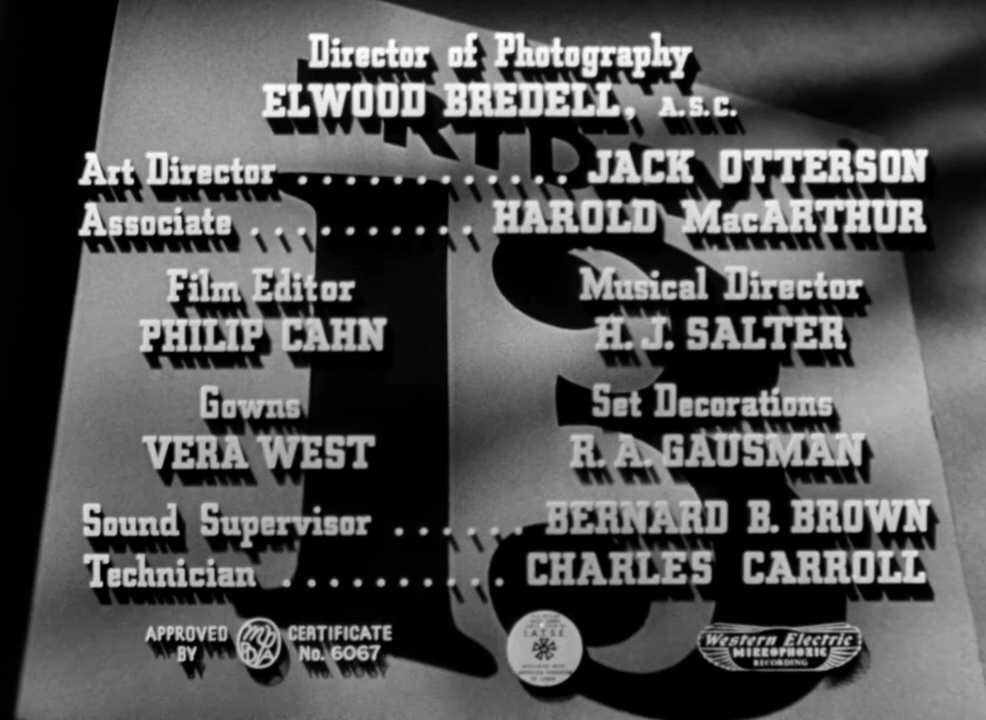 Director of Photography
ELWOOD BREDELL, A.S.C.
Art Director ............ JACK OTTERSON
Associate .......... HAROLD MacARTHUR
Film Editor
PHILIP CAHN
Musical Director
H. J. SALTER
Gowns
VERA WEST
Set Decorations
R. A. GAUSMAN
Sound Supervisor ...... BERNARD B. BROWN
Technician .......... CHARLES CARROLL
APPROVED BY
CERTIFICATE No. 6067
I.A.T.S.E.
Western Electric
MIRROPHONIC
RECORDING
13